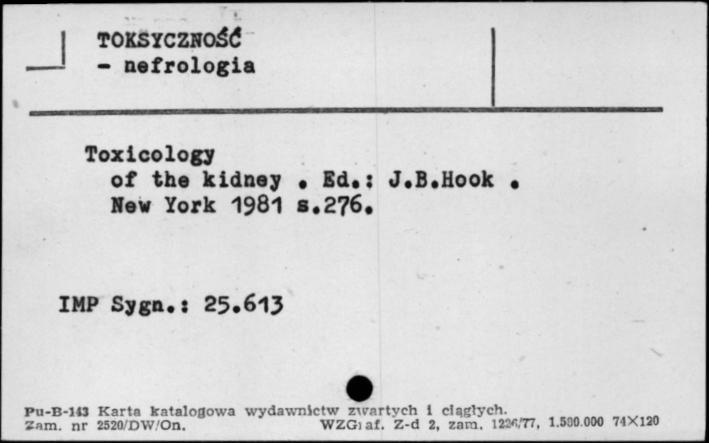 TOKSYCZNOŚĆ
- nefrologia
Toxicology
of the kidney . Ed.: J.B.Hook .
New York 1981 s.276.
IMP Sygn.: 25.613
Pu-B-143 Karta katalogowa wydawnictw zwartych i ciągłych.
Zam. nr 2520/DW/On. WZGraf. Z-d 2, zam. 1226/77, 1.500.000 74X120